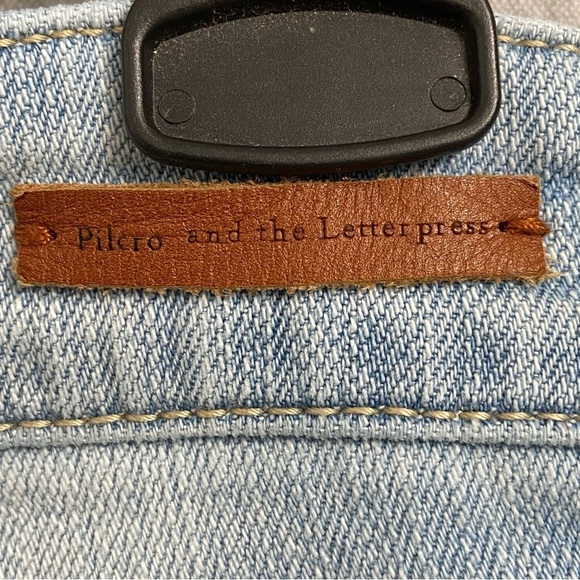 Pilcro and the Letterpress